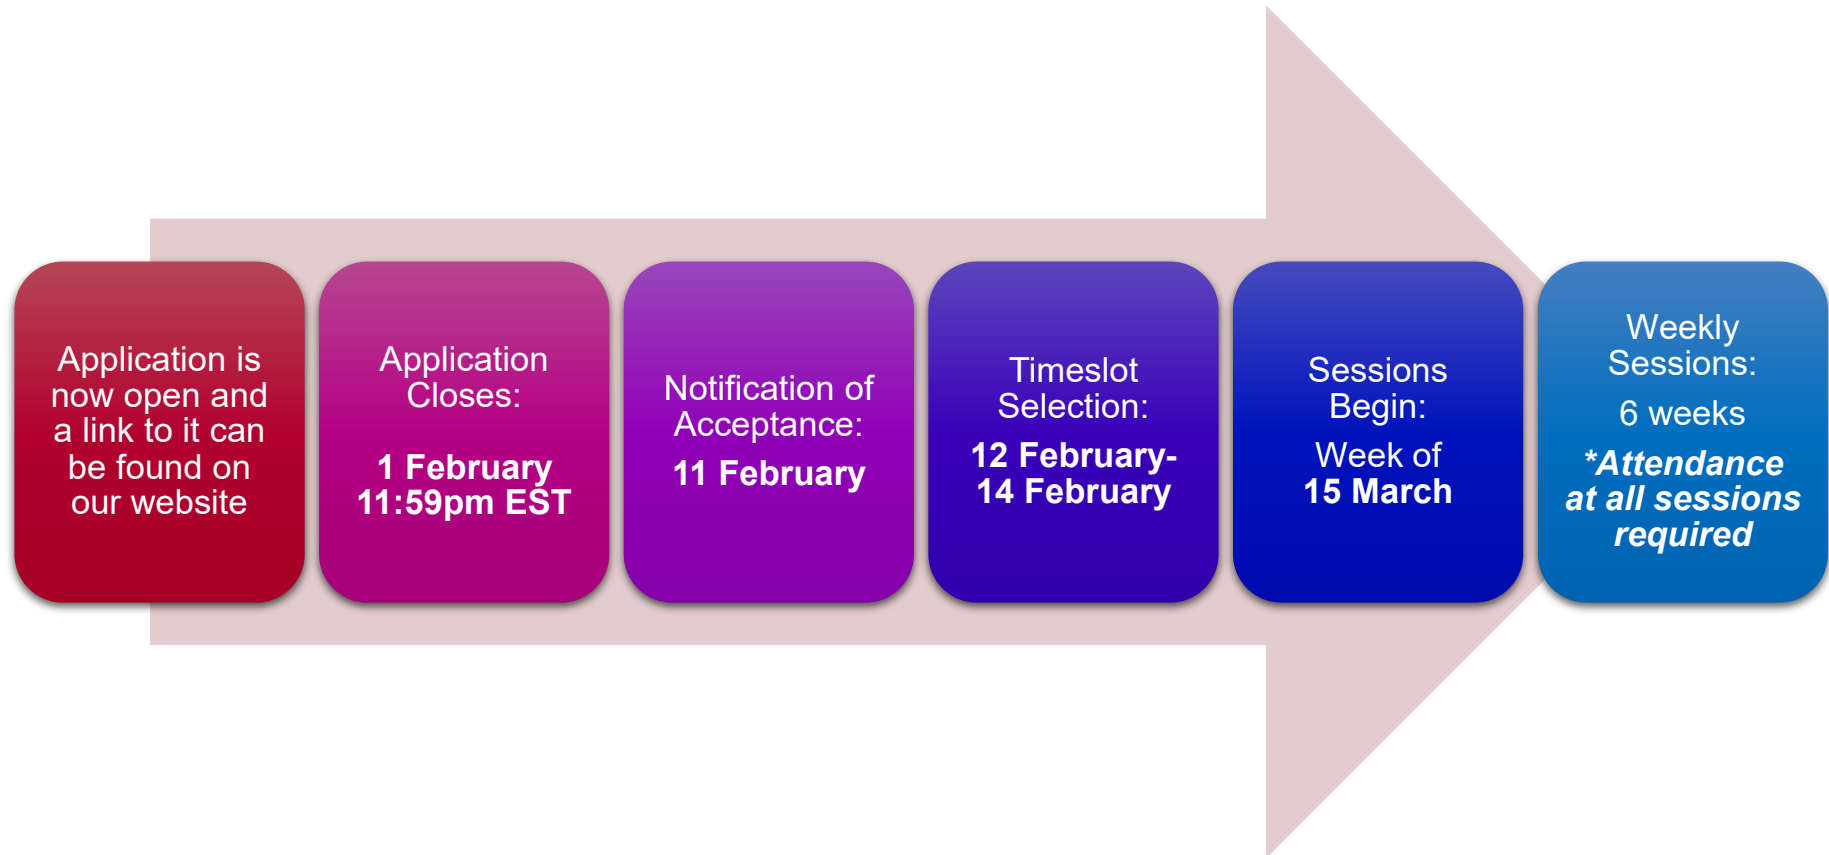 Application is
now open and
a link to it can
be found on
our website
Application
Closes:
1 February
11:59pm EST
Notification of
Acceptance:
11 February
Timeslot
Selection:
12 February-
14 February
Sessions
Begin:
Week of
15 March
Weekly
Sessions:
6 weeks
*Attendance
at all sessions
required